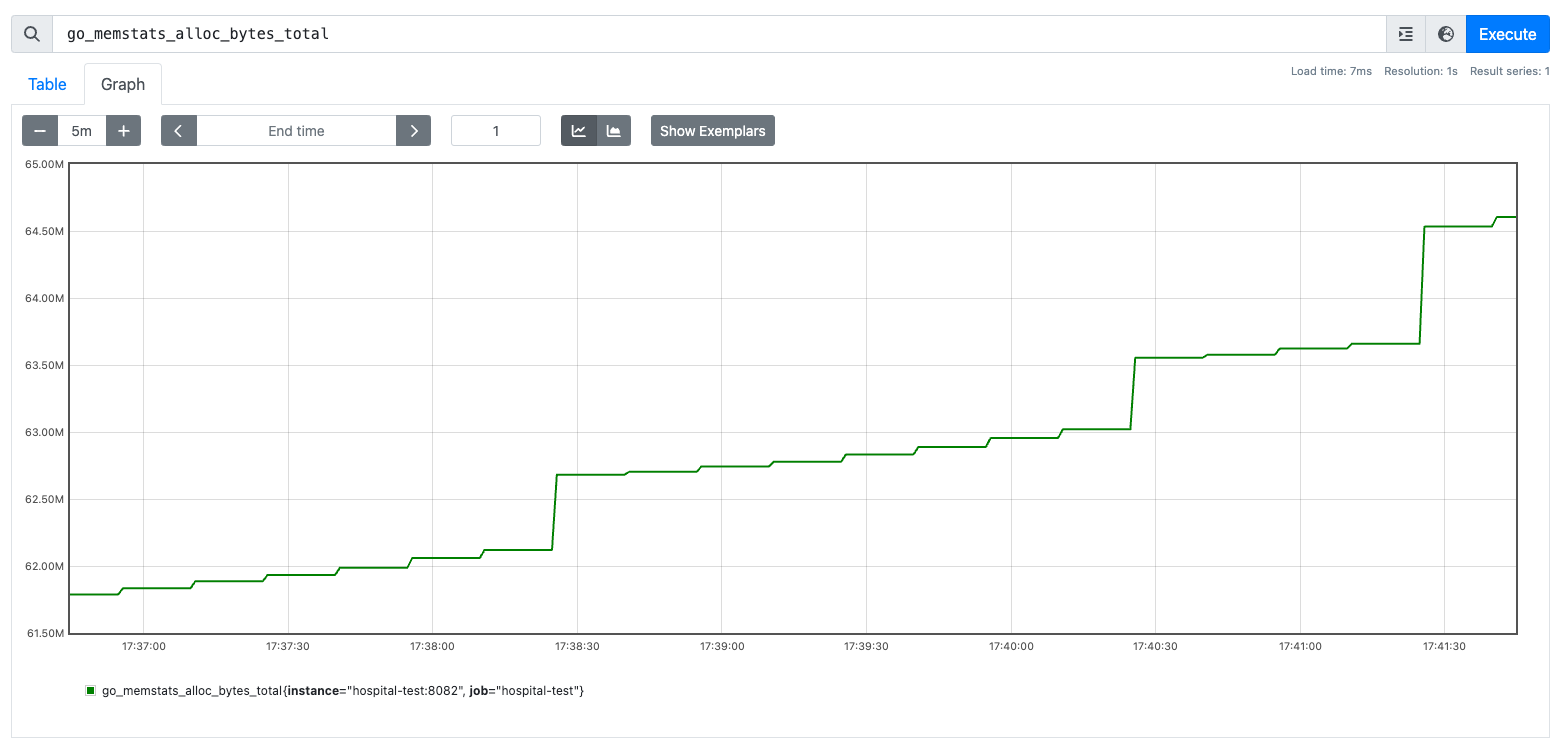 go_memstats_alloc_bytes_total
Execute
Load time: 7ms Resolution: 1s Result series: 1
Table Graph
− 5m + End time 1 Show Exemplars
65.00M
64.50M
64.00M
63.50M
63.00M
62.50M
62.00M
61.50M
17:37:00 17:37:30 17:38:00 17:38:30 17:39:00 17:39:30 17:40:00 17:40:30 17:41:00 17:41:30
go_memstats_alloc_bytes_total{instance="hospital-test:8082", job="hospital-test"}